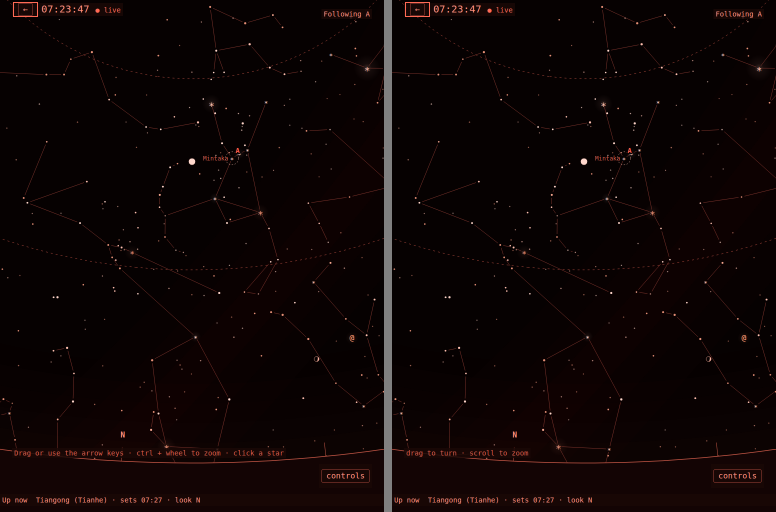 ← 07:23:47 ● live
Following A
A
Mintaka
@
N
Drag or use the arrow keys · ctrl + wheel to zoom · click a star
controls
Up now Tiangong (Tianhe) · sets 07:27 · look N
← 07:23:47 ● live
Following A
A
Mintaka
@
N
drag to turn · scroll to zoom
controls
Up now Tiangong (Tianhe) · sets 07:27 · look N